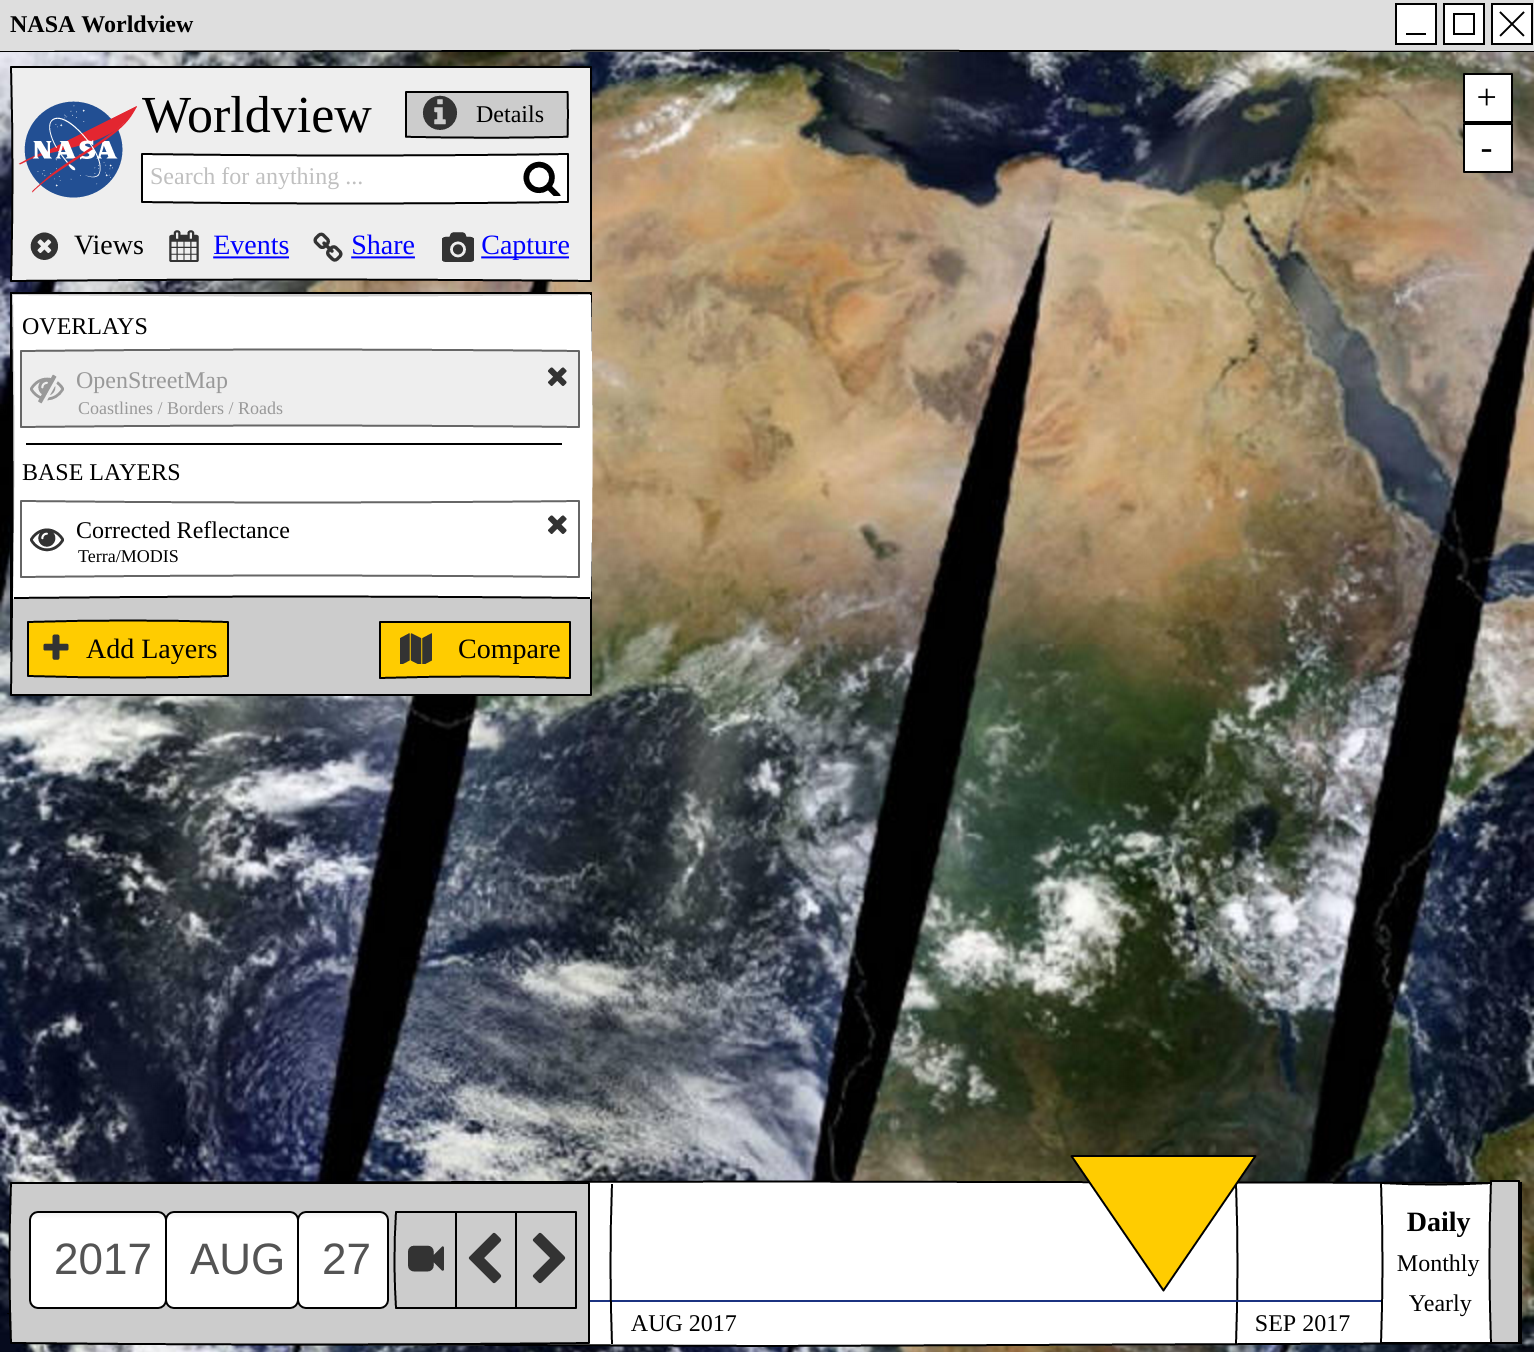 NASA Worldview
+
-
NASA
Worldview
Details
Search for anything ...
Views
Events
Share
Capture
OVERLAYS
OpenStreetMap
Coastlines / Borders / Roads
BASE LAYERS
Corrected Reflectance
Terra/MODIS
Add Layers
Compare
2017 AUG 27
AUG 2017
SEP 2017
Daily
Monthly
Yearly